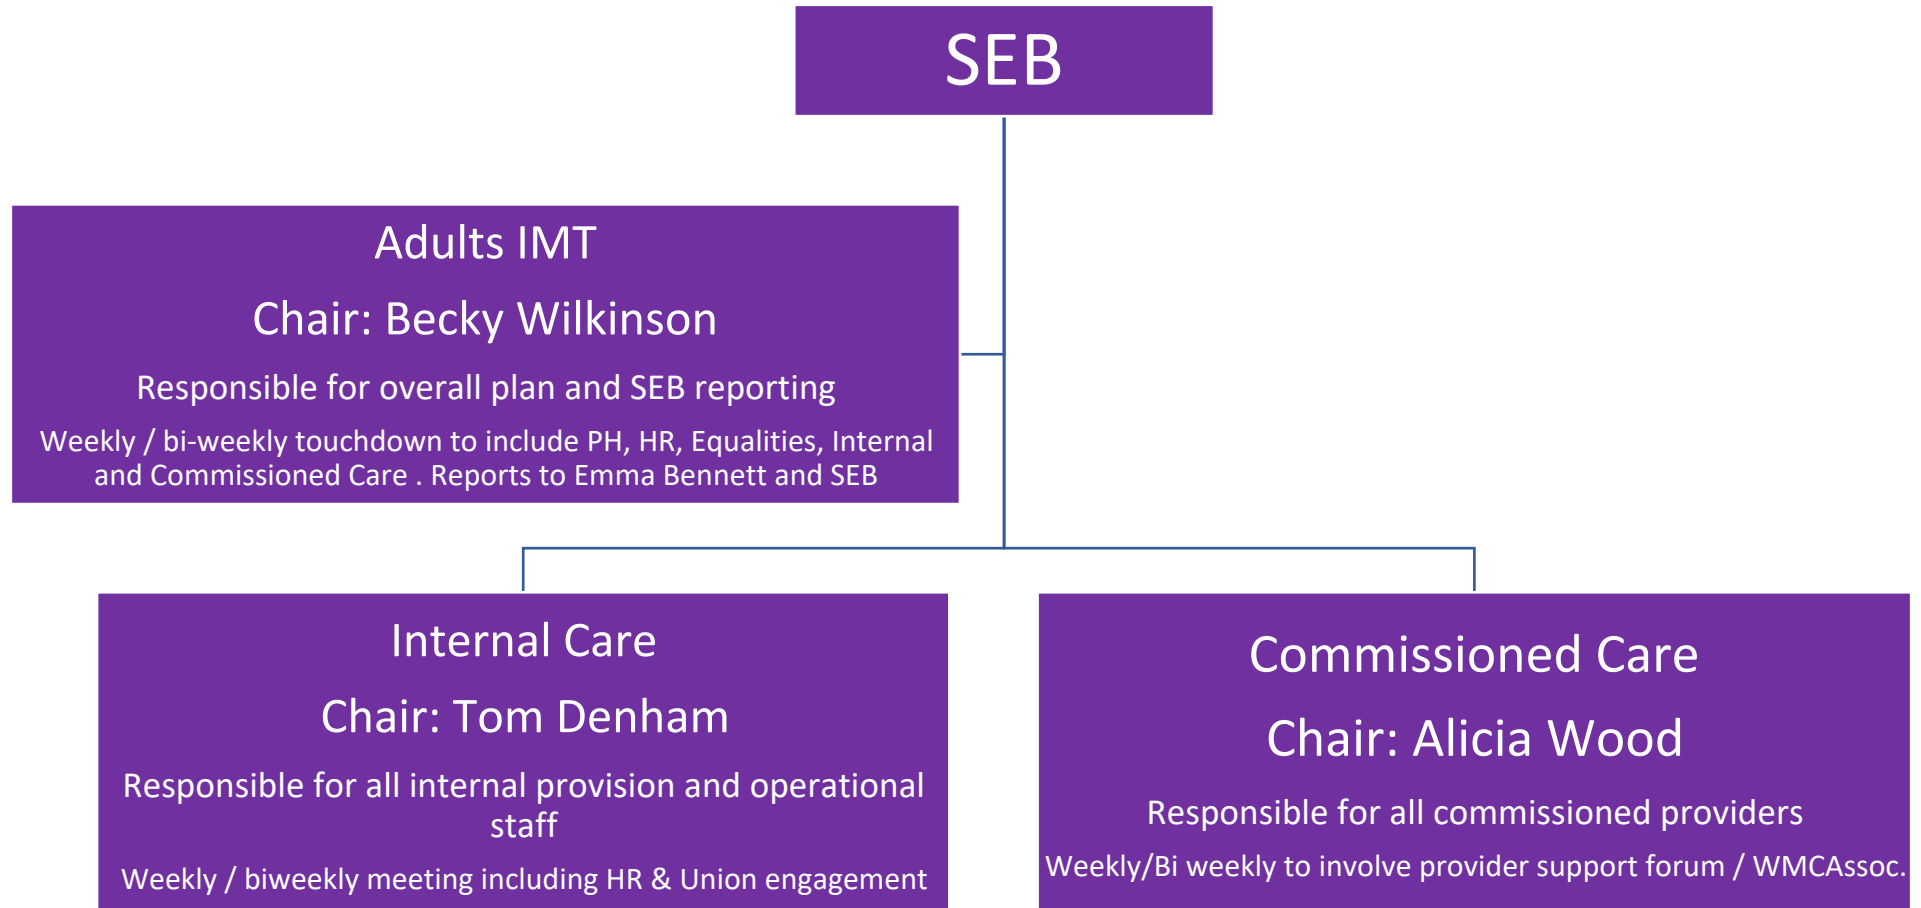 SEB
Adults IMT
Chair: Becky Wilkinson
Responsible for overall plan and SEB reporting
Weekly / bi-weekly touchdown to include PH, HR, Equalities, Internal
and Commissioned Care . Reports to Emma Bennett and SEB
Internal Care
Chair: Tom Denham
Responsible for all internal provision and operational
staff
Weekly / biweekly meeting including HR & Union engagement
Commissioned Care
Chair: Alicia Wood
Responsible for all commissioned providers
Weekly/Bi weekly to involve provider support forum / WMCAssoc.